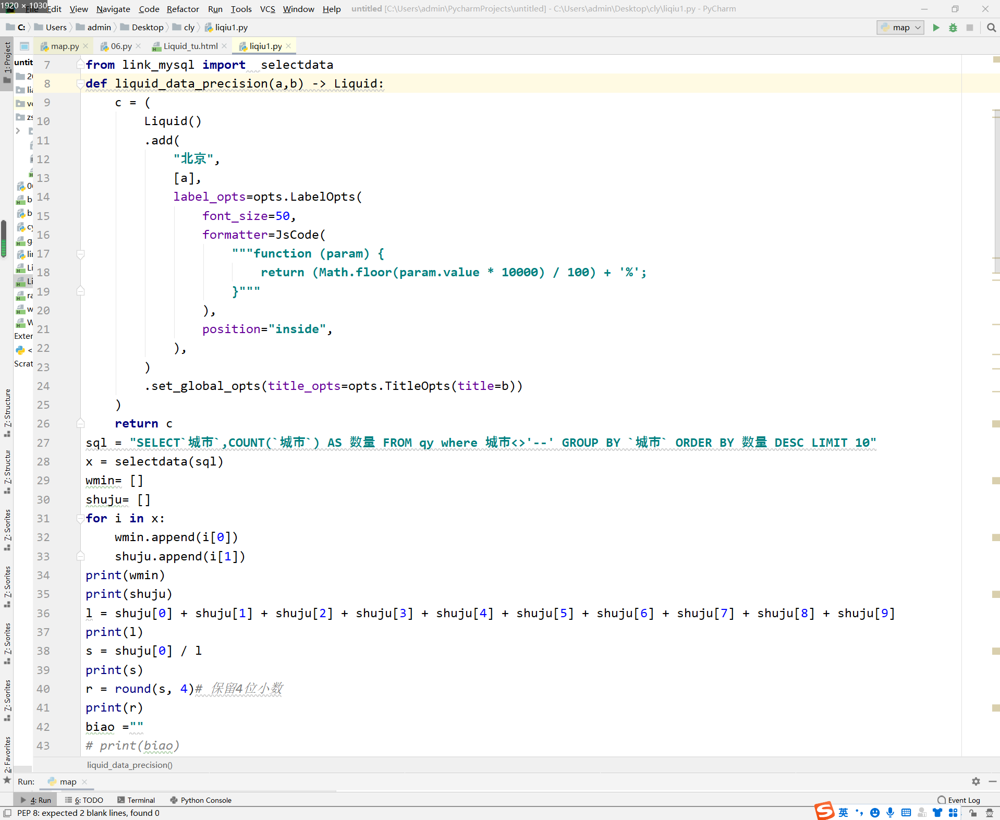 1920 × 1030
File Edit View Navigate Code Refactor Run Tools VCS Window Help untitled [C:\Users\admin\PycharmProjects\untitled] - C:\Users\admin\Desktop\cly\liqiu1.py - PyCharm
C: Users admin Desktop cly liqiu1.py map
1: Project
map.py 06.py Liquid_tu.html liqiu1.py
untit
7 from link_mysql import  selectdata
8 def liquid_data_precision(a,b) -> Liquid:
9 c = (
10 Liquid()
11 .add(
12 "北京",
13 [a],
14 label_opts=opts.LabelOpts(
15 font_size=50,
16 formatter=JsCode(
17 """function (param) {
18 return (Math.floor(param.value * 10000) / 100) + '%';
19 }"""
20 ),
21 position="inside",
22 ),
23 )
24 .set_global_opts(title_opts=opts.TitleOpts(title=b))
25 )
26 return c
27 sql = "SELECT`城市`,COUNT(`城市`) AS 数量 FROM qy where 城市<>'--' GROUP BY `城市` ORDER BY 数量 DESC LIMIT 10"
28 x = selectdata(sql)
29 wmin= []
30 shuju= []
31 for i in x:
32 wmin.append(i[0])
33 shuju.append(i[1])
34 print(wmin)
35 print(shuju)
36 l = shuju[0] + shuju[1] + shuju[2] + shuju[3] + shuju[4] + shuju[5] + shuju[6] + shuju[7] + shuju[8] + shuju[9]
37 print(l)
38 s = shuju[0] / l
39 print(s)
40 r = round(s, 4)# 保留4位小数
41 print(r)
42 biao =""
43 # print(biao)
Exter
Scrat
7: Structure
7: Structur
2: Favorites
liquid_data_precision()
Run: map
4: Run 6: TODO Terminal Python Console Event Log
PEP 8: expected 2 blank lines, found 0
英